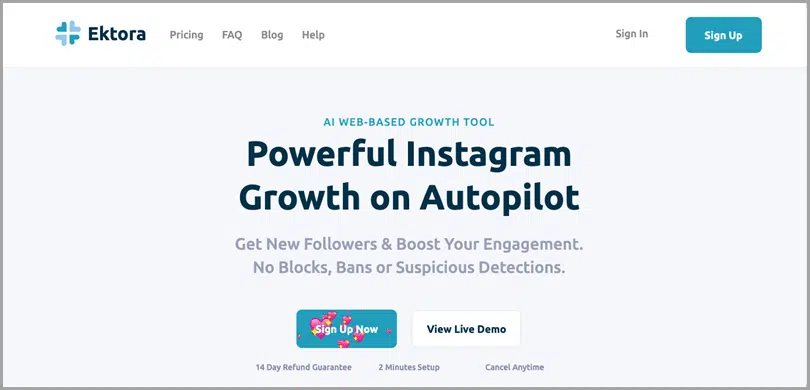 Ektora Pricing FAQ Blog Help Sign In Sign Up
AI WEB-BASED GROWTH TOOL
Powerful Instagram
Growth on Autopilot
Get New Followers & Boost Your Engagement.
No Blocks, Bans or Suspicious Detections.
Sign Up Now View Live Demo
14 Day Refund Guarantee 2 Minutes Setup Cancel Anytime